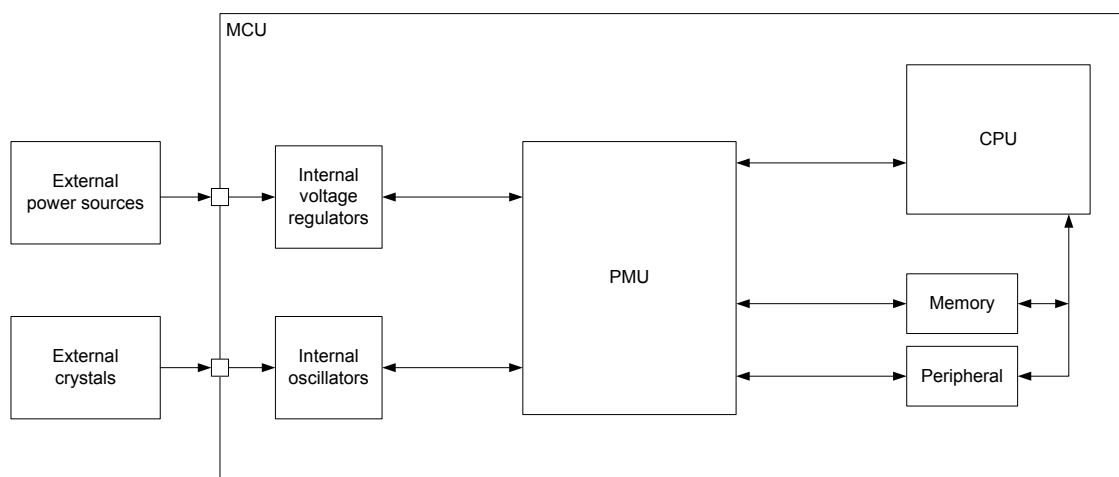 MCU
CPU
External
power sources
Internal
voltage
regulators
PMU
Memory
External
crystals
Internal
oscillators
Peripheral